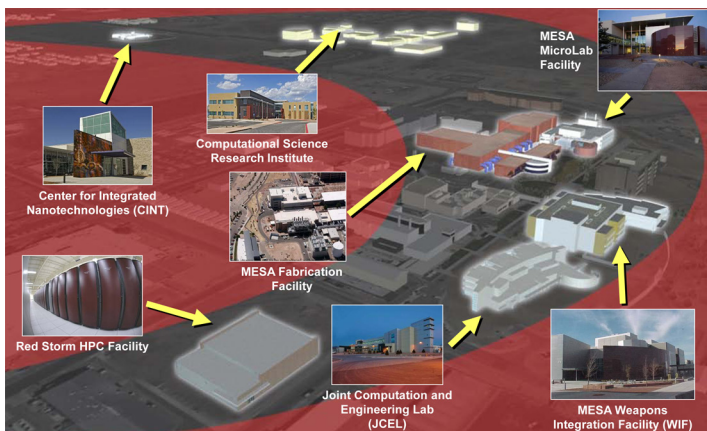 MESA
MicroLab
Facility
Computational Science
Research Institute
Center for Integrated
Nanotechnologies (CINT)
MESA Fabrication
Facility
Red Storm HPC Facility
Joint Computation and
Engineering Lab
(JCEL)
MESA Weapons
Integration Facility (WIF)